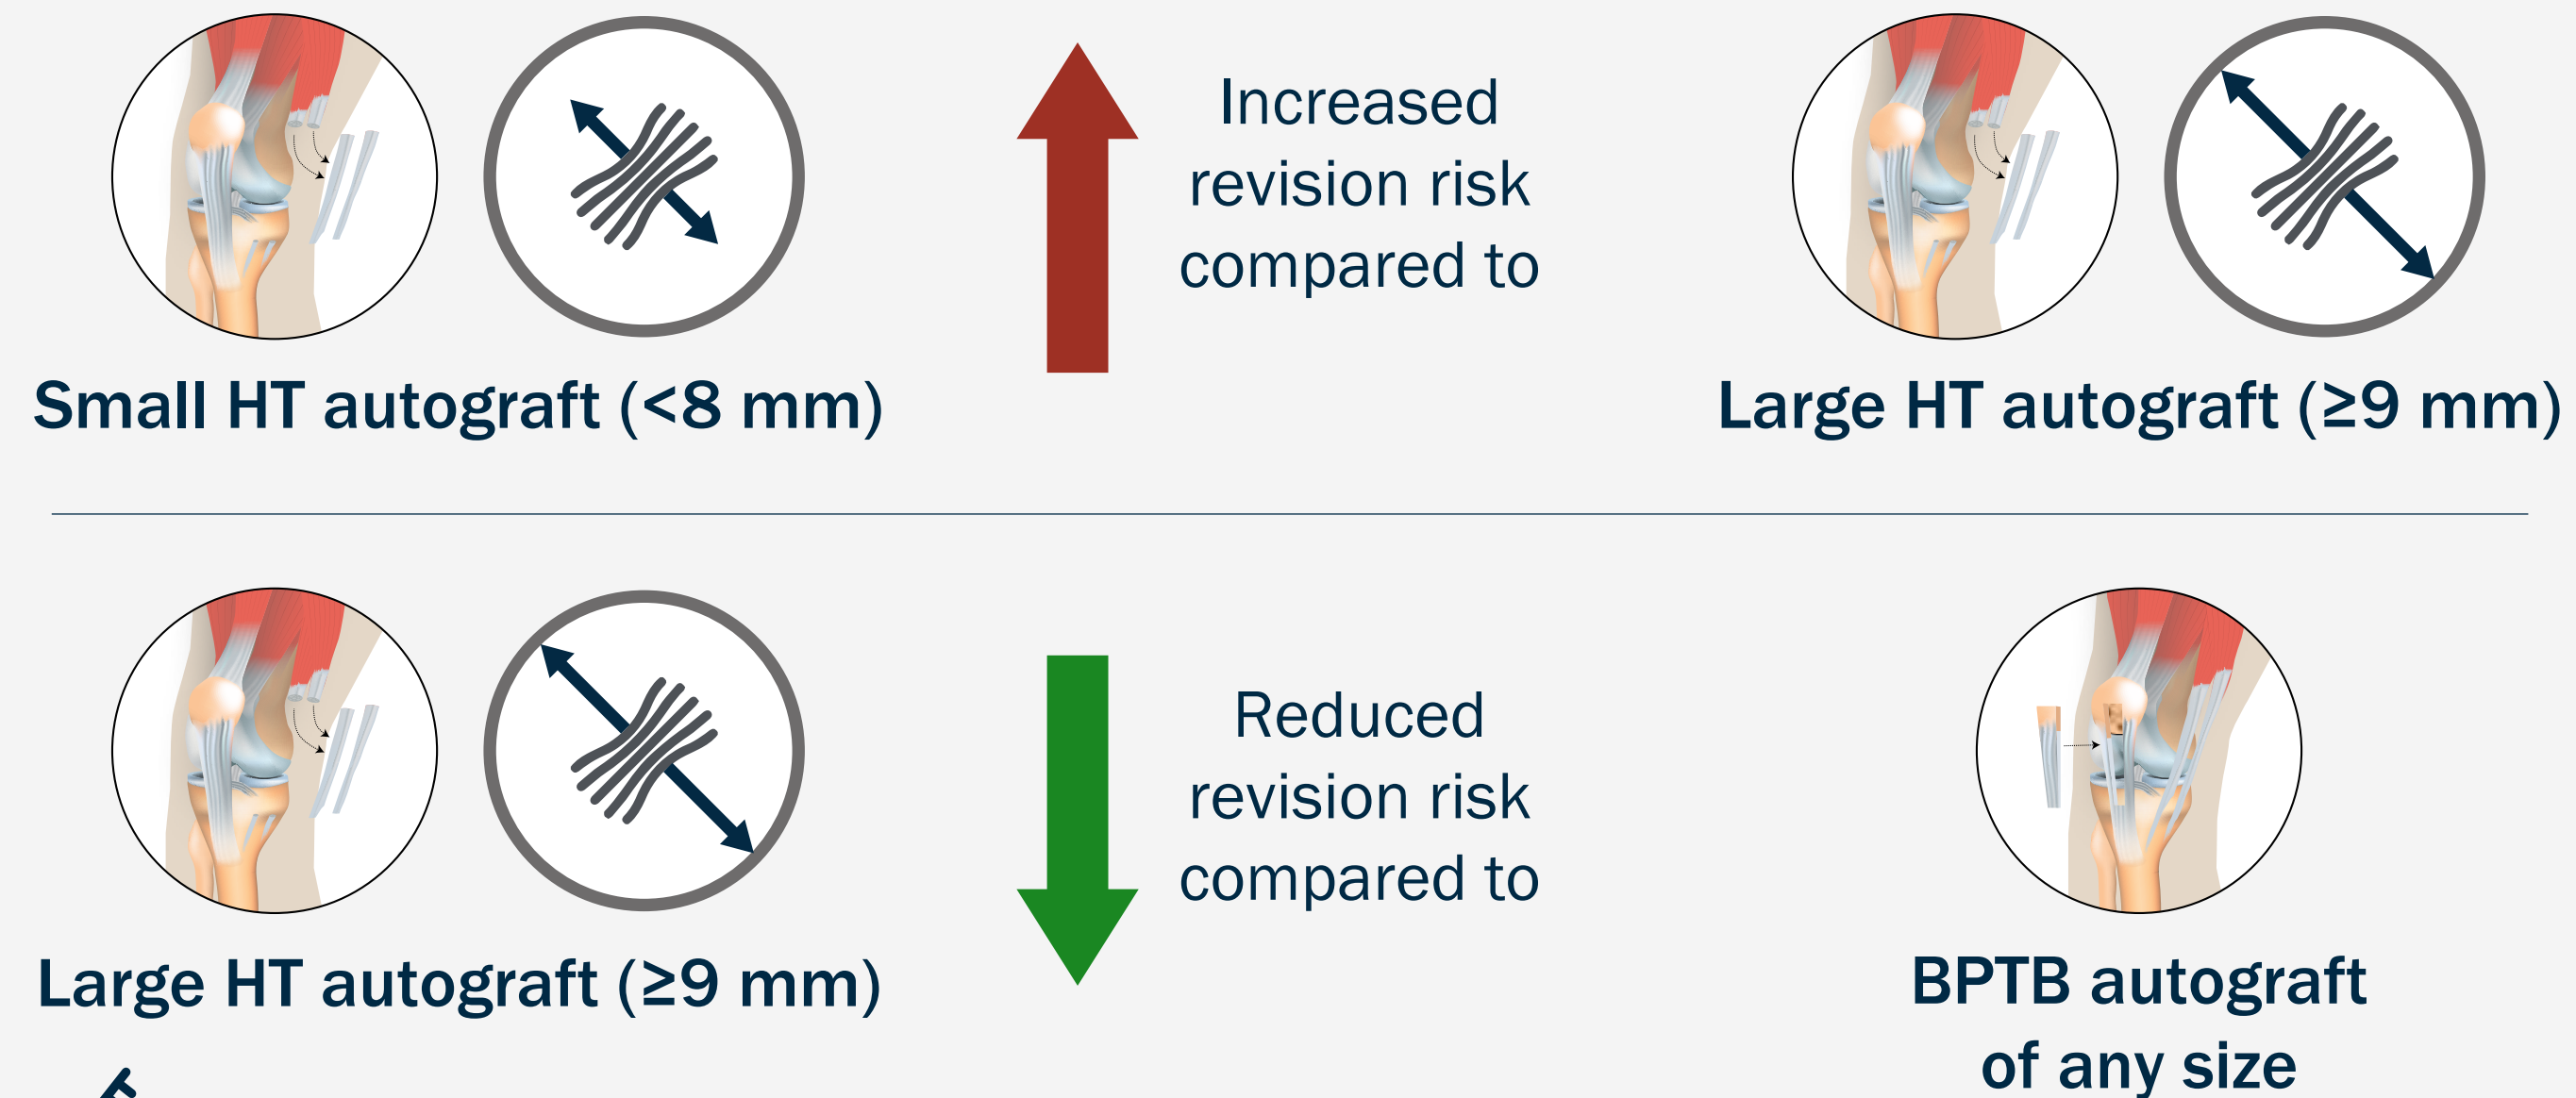 Increased
revision risk
compared to
Small HT autograft (<8 mm)
Large HT autograft (≥9 mm)
Reduced
revision risk
compared to
Large HT autograft (≥9 mm)
BPTB autograft
of any size